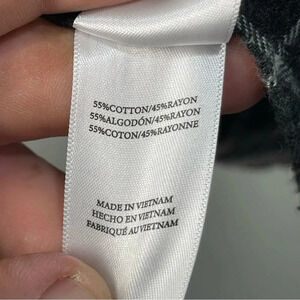 55%COTTON/45%RAYON
55%ALGODÓN/45%RAYON
55%COTON/45%RAYONNE
MADE IN VIETNAM
HECHO EN VIETNAM
FABRIQUÉ AU VIETNAM